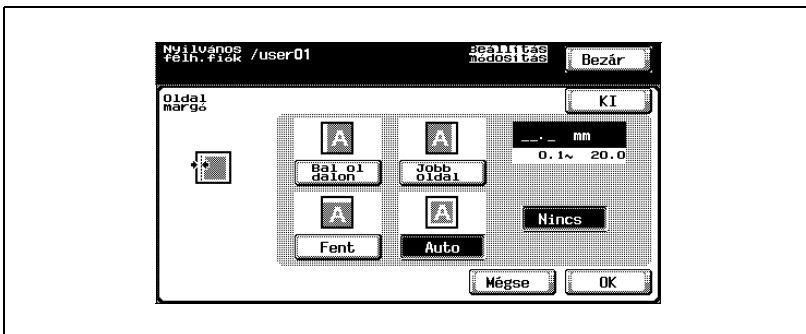 Nyilvános
felh.fiók /user01
Beállítás
módosítás
Bezár
Oldal
margó
KI
A
A
__._ mm
0.1~ 20.0
Bal ol
dalon
Jobb
oldal
A
A
Nincs
Fent
Auto
Mégse
OK